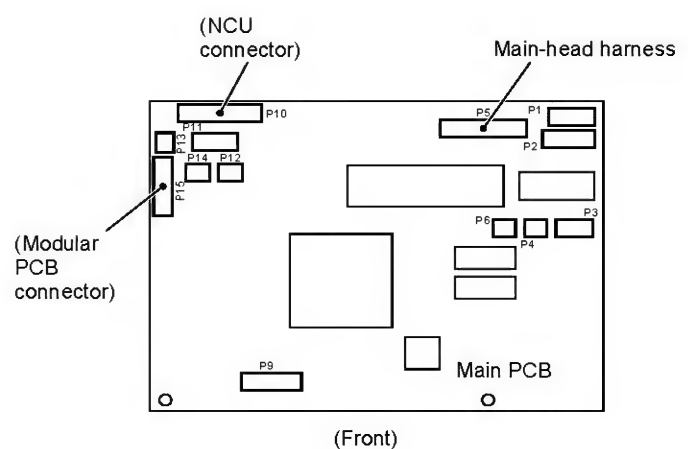 (NCU
connector)
Main-head harness
P10
P5
P1
P11
P13
P2
P14
P12
P15
P6
P4
P3
(Modular
PCB
connector)
P9
Main PCB
(Front)